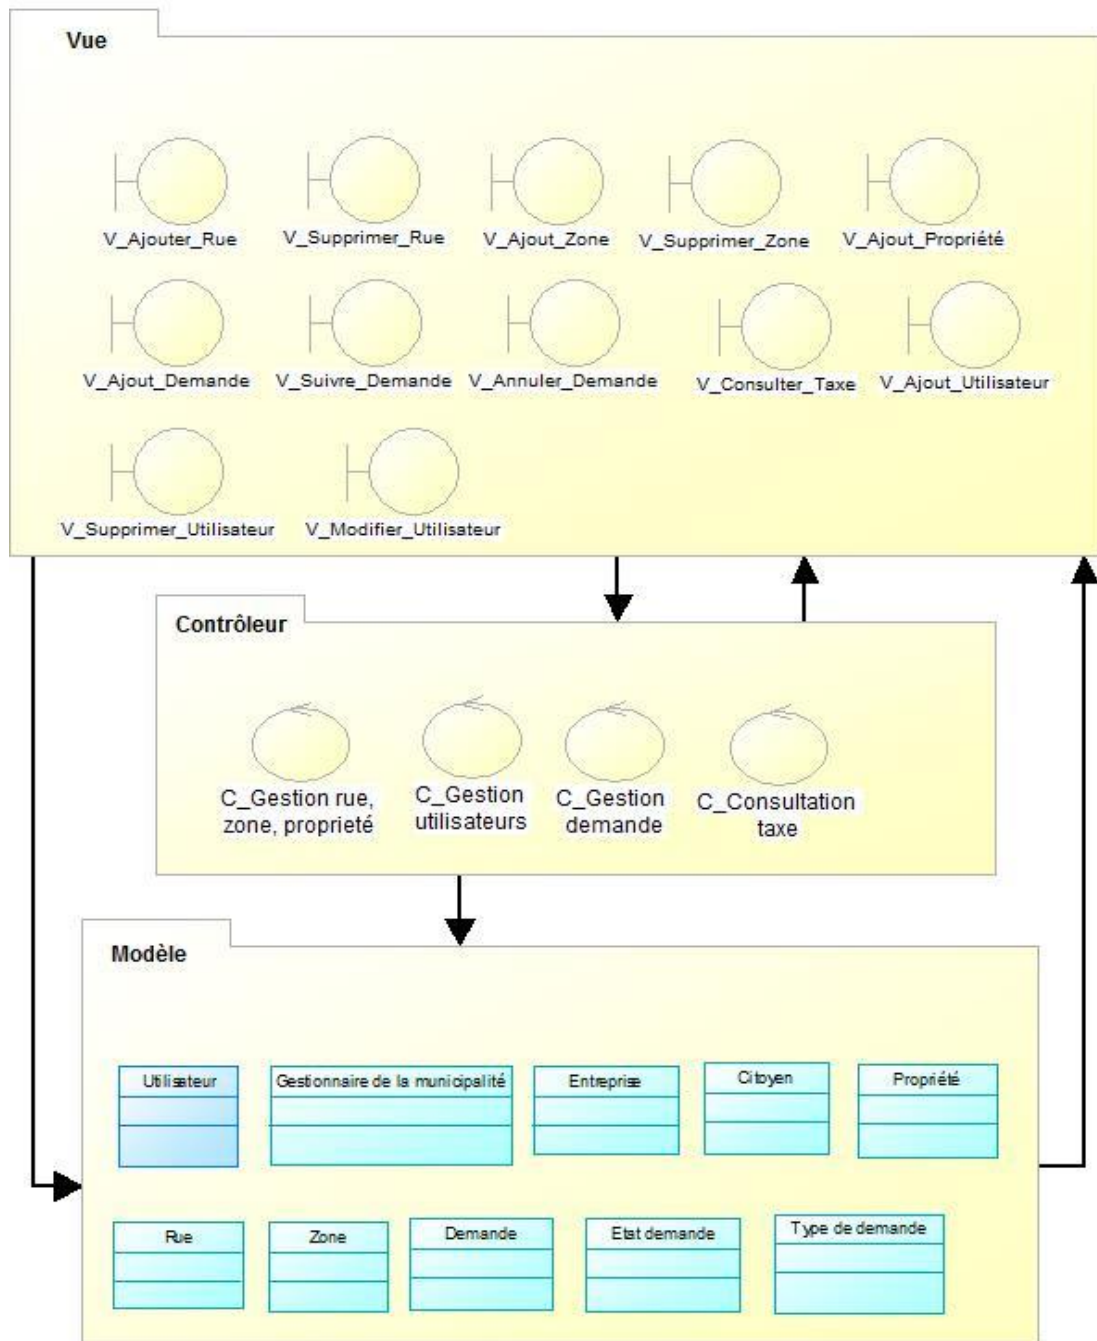 Vue
V_Ajouter_Rue
V_Supprimer_Rue
V_Ajout_Zone
V_Supprimer_Zone
V_Ajout_Propriété
V_Ajout_Demande
V_Suivre_Demande
V_Annuler_Demande
V_Consulter_Taxe
V_Ajout_Utilisateur
V_Supprimer_Utilisateur
V_Modifier_Utilisateur
Contrôleur
C_Gestion rue,
zone, proprieté
C_Gestion
utilisateurs
C_Gestion
demande
C_Consultation
taxe
Modèle
Utilisateur
Gestionnaire de la municipalité
Entreprise
Citoyen
Propriété
Rue
Zone
Demande
Etat demande
Type de demande